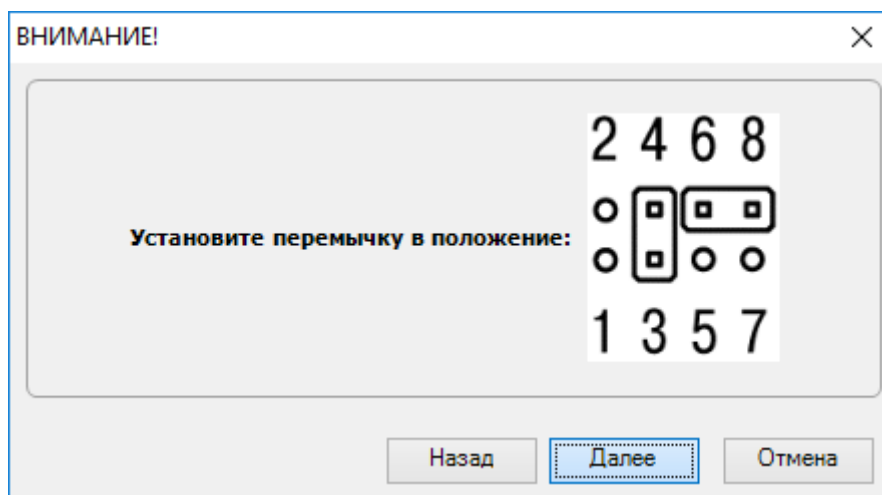 ВНИМАНИЕ!
2 4 6 8
Установите перемычку в положение:
1 3 5 7
Назад
Далее
Отмена